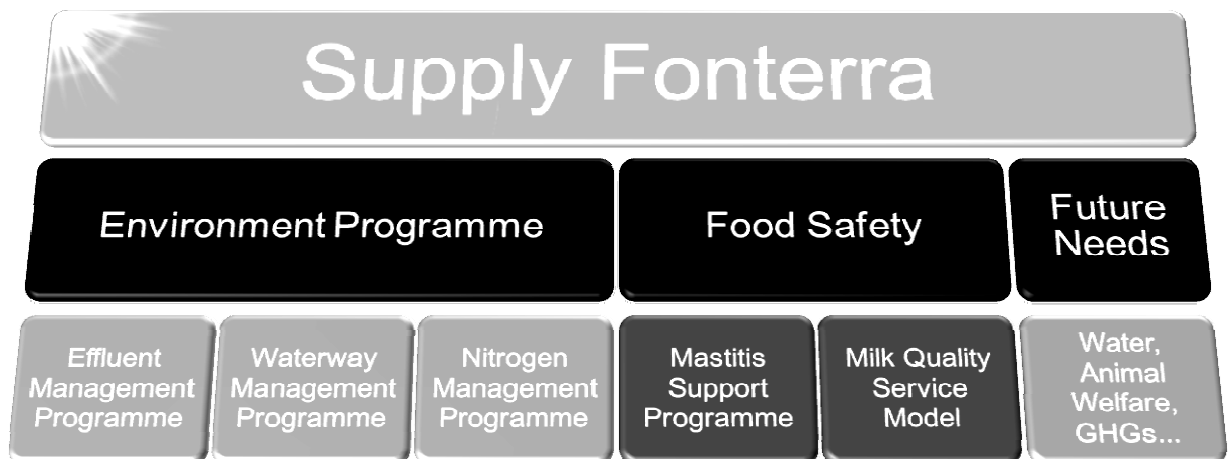 Supply Fonterra
Environment Programme
Food Safety
Future
Needs
Effluent
Management
Programme
Waterway
Management
Programme
Nitrogen
Management
Programme
Mastitis
Support
Programme
Milk Quality
Service
Model
Water,
Animal
Welfare,
GHGs...